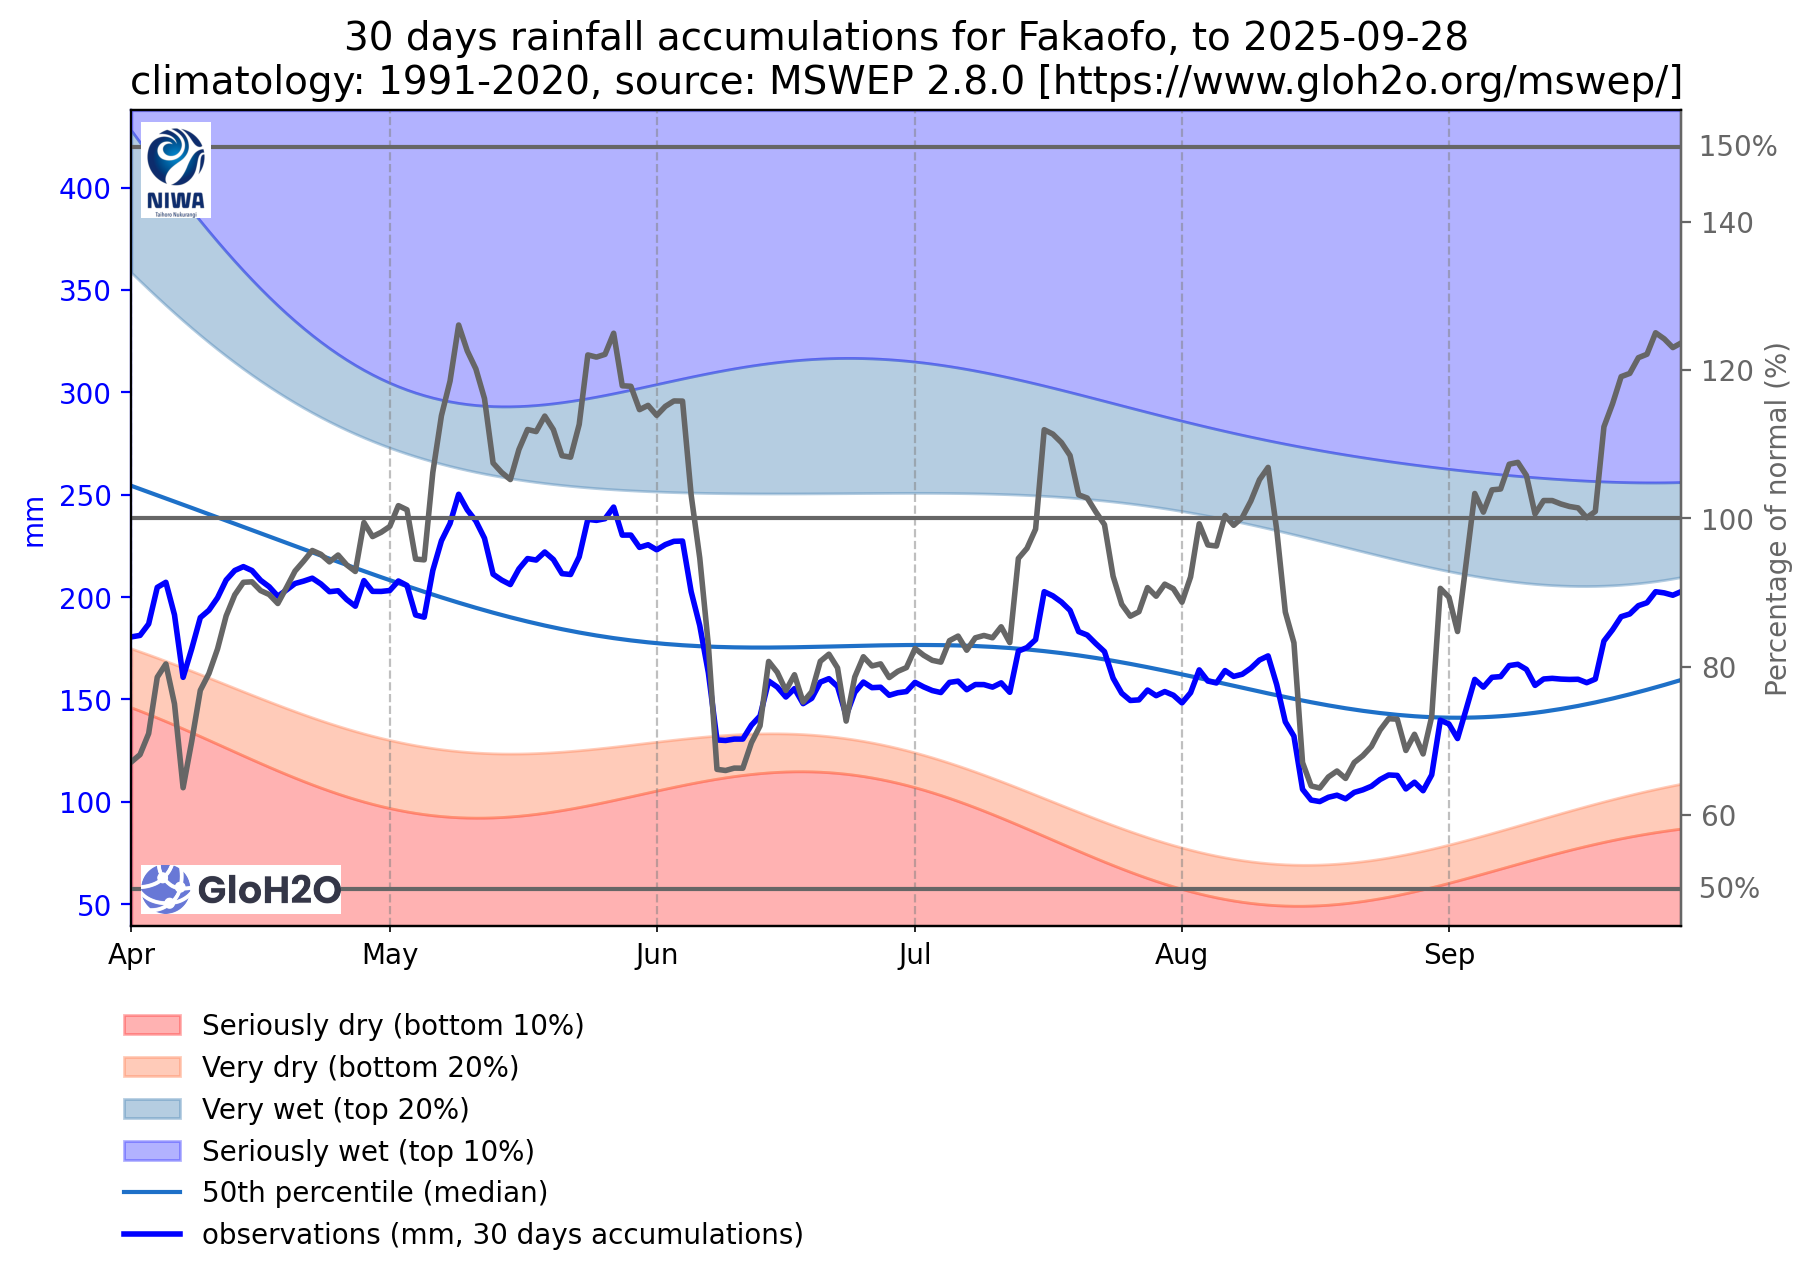 30 days rainfall accumulations for Fakaofo, to 2025-09-28
climatology: 1991-2020, source: MSWEP 2.8.0 [https://www.gloh2o.org/mswep/]
NIWA
Taihoro Nukurangi
400
350
300
250
200
150
100
50
mm
150%
140
120
100
80
60
50%
Percentage of normal (%)
GloH2O
Apr May Jun Jul Aug Sep
Seriously dry (bottom 10%)
Very dry (bottom 20%)
Very wet (top 20%)
Seriously wet (top 10%)
50th percentile (median)
observations (mm, 30 days accumulations)